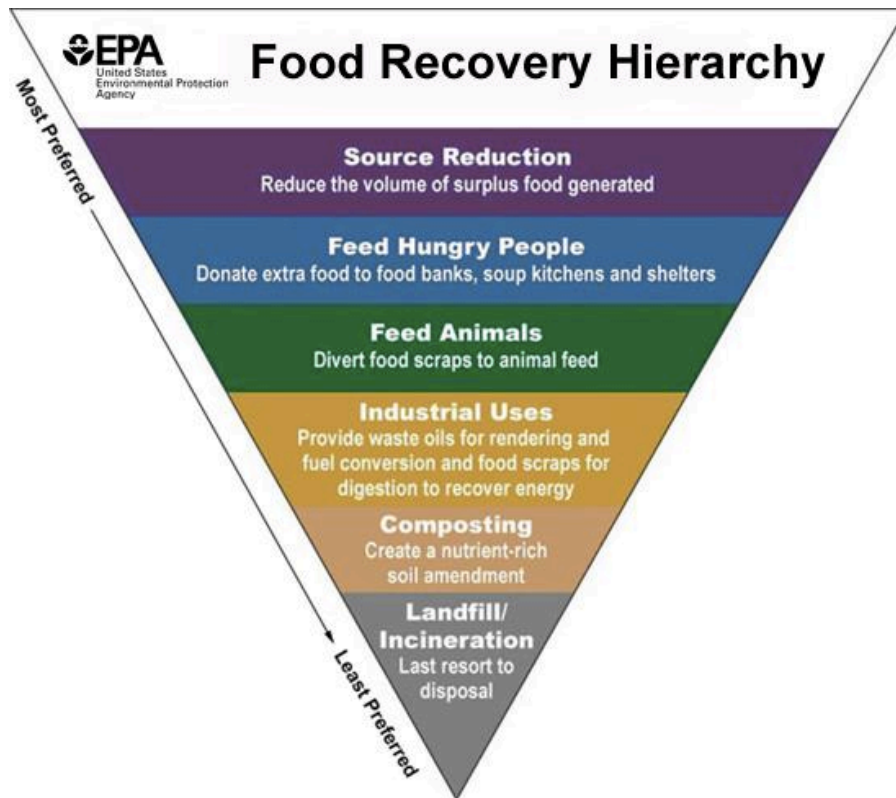 EPA
United States
Environmental Protection
Agency
Food Recovery Hierarchy
Most Preferred
Source Reduction
Reduce the volume of surplus food generated
Feed Hungry People
Donate extra food to food banks, soup kitchens and shelters
Feed Animals
Divert food scraps to animal feed
Industrial Uses
Provide waste oils for rendering and
fuel conversion and food scraps for
digestion to recover energy
Composting
Create a nutrient-rich
soil amendment
Landfill/
Incineration
Last resort to
disposal
Least Preferred